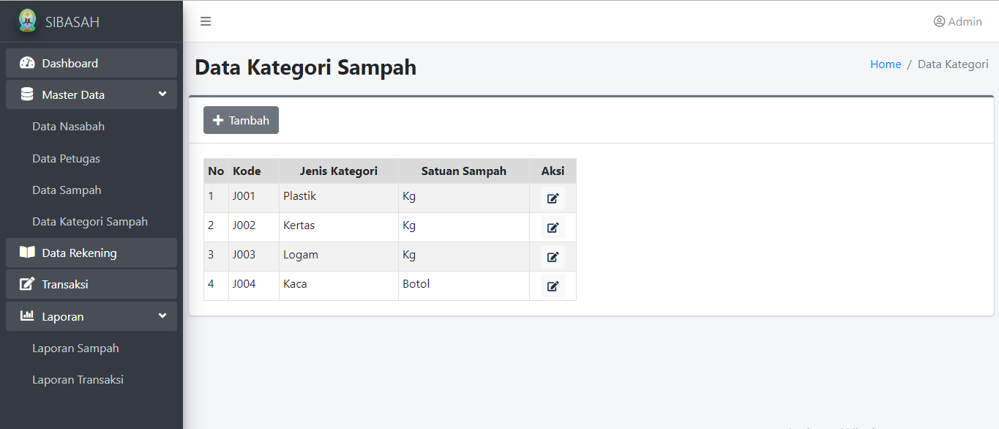 SIBASAH
Admin
Dashboard
Master Data
Data Nasabah
Data Petugas
Data Sampah
Data Kategori Sampah
Data Rekening
Transaksi
Laporan
Laporan Sampah
Laporan Transaksi
Data Kategori Sampah
Home / Data Kategori
Tambah
No Kode Jenis Kategori Satuan Sampah Aksi
1 J001 Plastik Kg
2 J002 Kertas Kg
3 J003 Logam Kg
4 J004 Kaca Botol